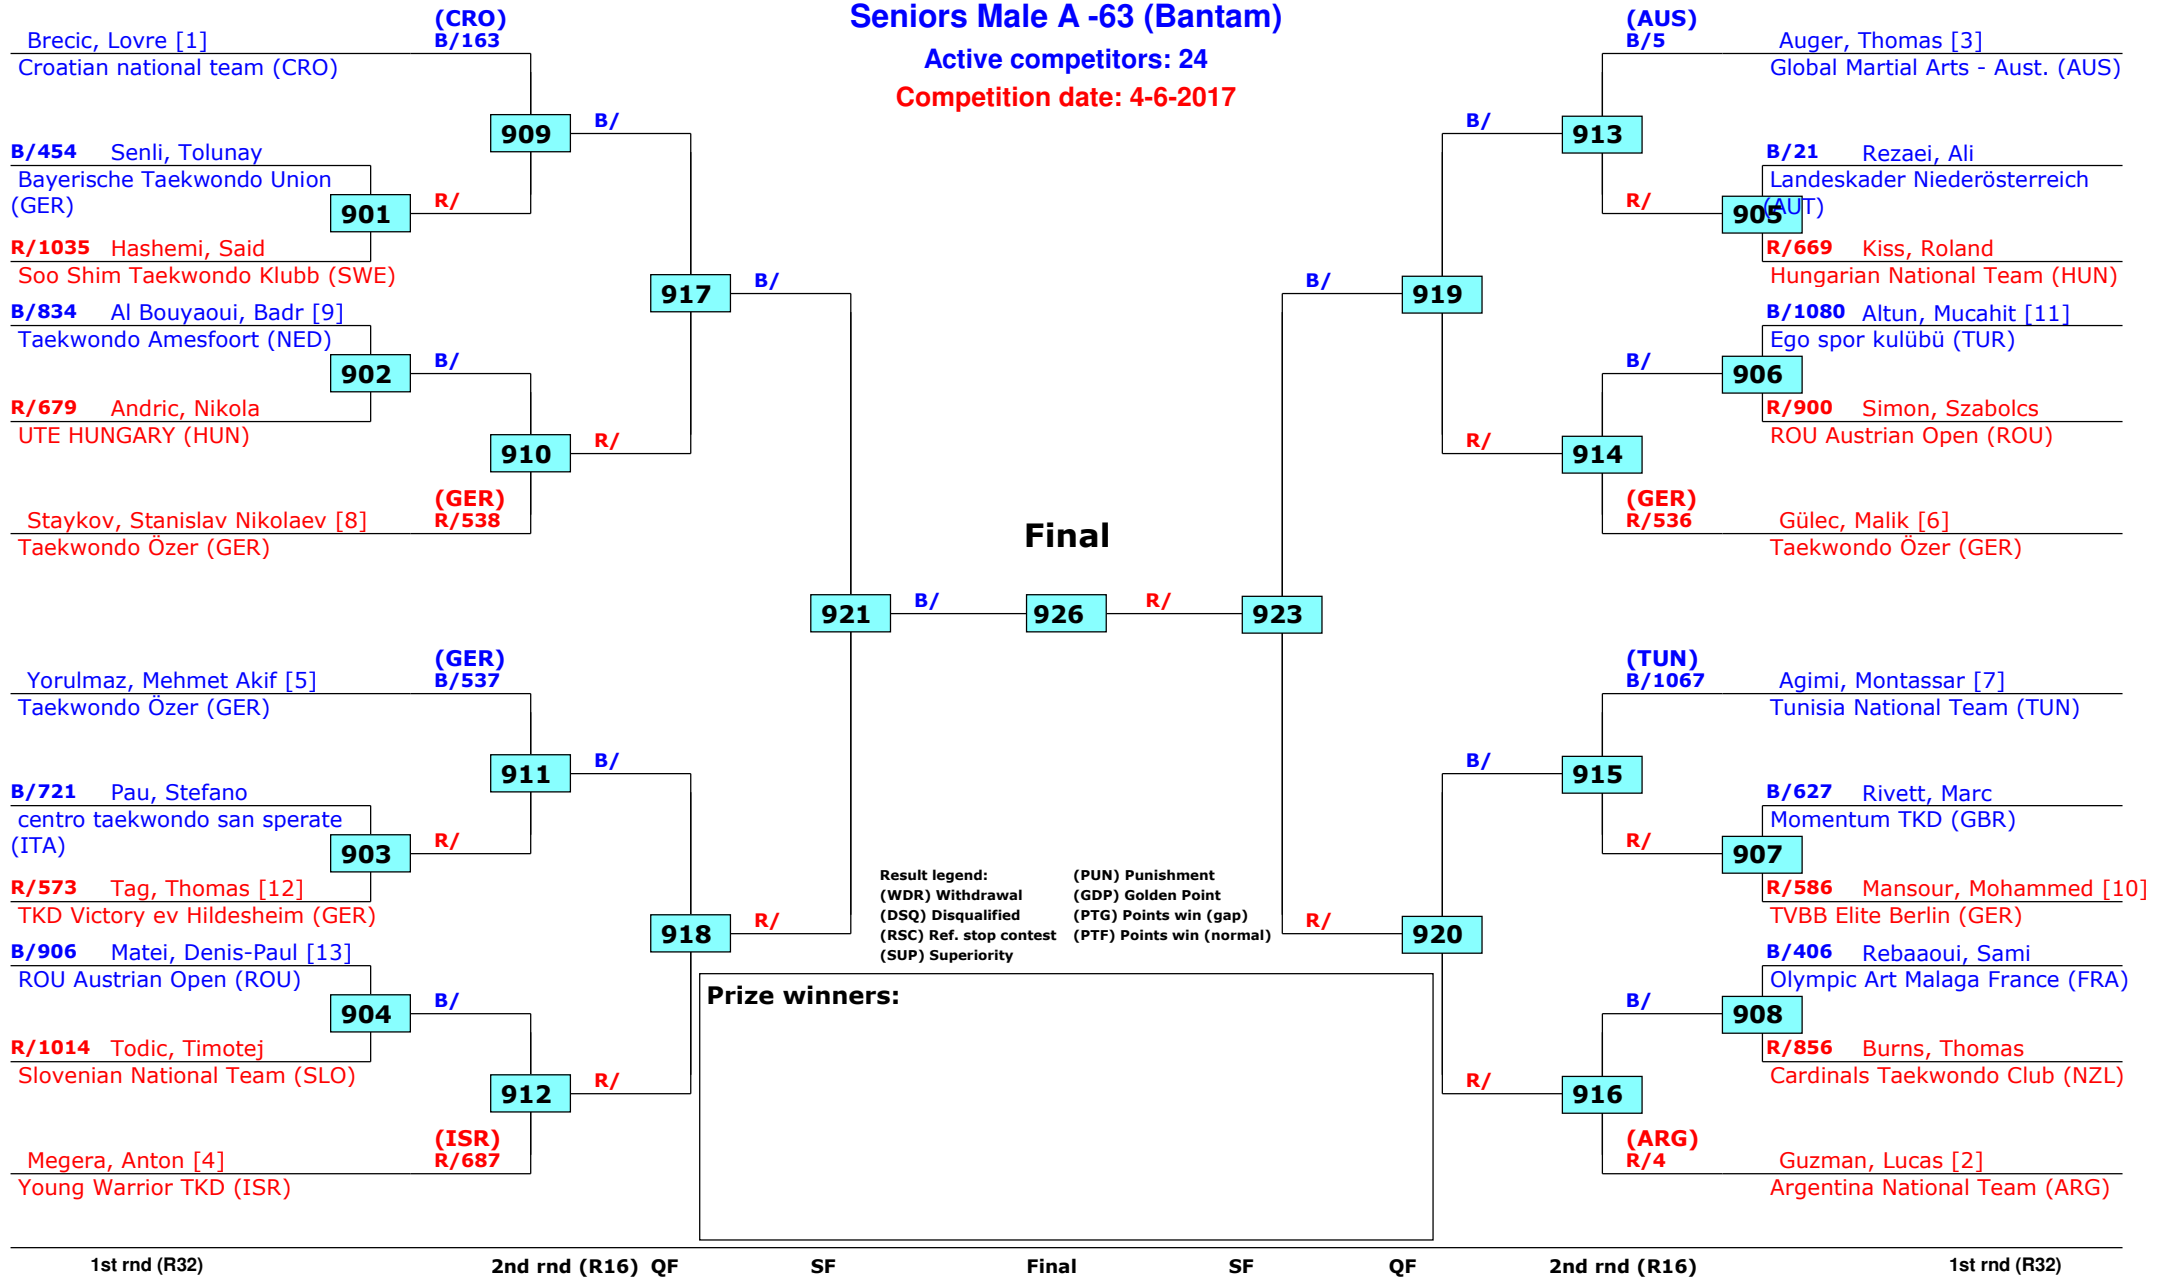 Seniors Male A -63 (Bantam)
Active competitors: 24
Competition date: 4-6-2017
(CRO)
Brecic, Lovre [1] B/163
Croatian national team (CRO)
909
B/
B/454 Senli, Tolunay
Bayerische Taekwondo Union
(GER)
901
R/
R/1035 Hashemi, Said
Soo Shim Taekwondo Klubb (SWE)
917
B/
B/834 Al Bouyaoui, Badr [9]
Taekwondo Amesfoort (NED)
902
B/
R/679 Andric, Nikola
UTE HUNGARY (HUN)
910
R/
(GER)
Staykov, Stanislav Nikolaev [8] R/538
Taekwondo Özer (GER)
921
B/
(GER)
Yorulmaz, Mehmet Akif [5] B/537
Taekwondo Özer (GER)
911
B/
B/721 Pau, Stefano
centro taekwondo san sperate
(ITA)
903
R/
R/573 Tag, Thomas [12]
TKD Victory ev Hildesheim (GER)
918
R/
B/906 Matei, Denis-Paul [13]
ROU Austrian Open (ROU)
904
B/
R/1014 Todic, Timotej
Slovenian National Team (SLO)
912
R/
(ISR)
Megera, Anton [4] R/687
Young Warrior TKD (ISR)
Final
926
R/
923
(AUS)
B/5 Auger, Thomas [3]
Global Martial Arts - Aust. (AUS)
B/
913
B/21 Rezaei, Ali
Landeskader Niederösterreich
(AUT)
R/
905
R/669 Kiss, Roland
Hungarian National Team (HUN)
B/
919
B/1080 Altun, Mucahit [11]
Ego spor kulübü (TUR)
B/
906
R/900 Simon, Szabolcs
ROU Austrian Open (ROU)
R/
914
(GER)
R/536 Gülec, Malik [6]
Taekwondo Özer (GER)
(TUN)
B/1067 Agimi, Montassar [7]
Tunisia National Team (TUN)
B/
915
B/627 Rivett, Marc
Momentum TKD (GBR)
R/
907
R/586 Mansour, Mohammed [10]
TVBB Elite Berlin (GER)
R/
920
B/406 Rebaaoui, Sami
Olympic Art Malaga France (FRA)
B/
908
R/856 Burns, Thomas
Cardinals Taekwondo Club (NZL)
R/
916
(ARG)
R/4 Guzman, Lucas [2]
Argentina National Team (ARG)
Result legend: (PUN) Punishment
(WDR) Withdrawal (GDP) Golden Point
(DSQ) Disqualified (PTG) Points win (gap)
(RSC) Ref. stop contest (PTF) Points win (normal)
(SUP) Superiority
Prize winners:
1st rnd (R32) 2nd rnd (R16) QF SF Final SF QF 2nd rnd (R16) 1st rnd (R32)